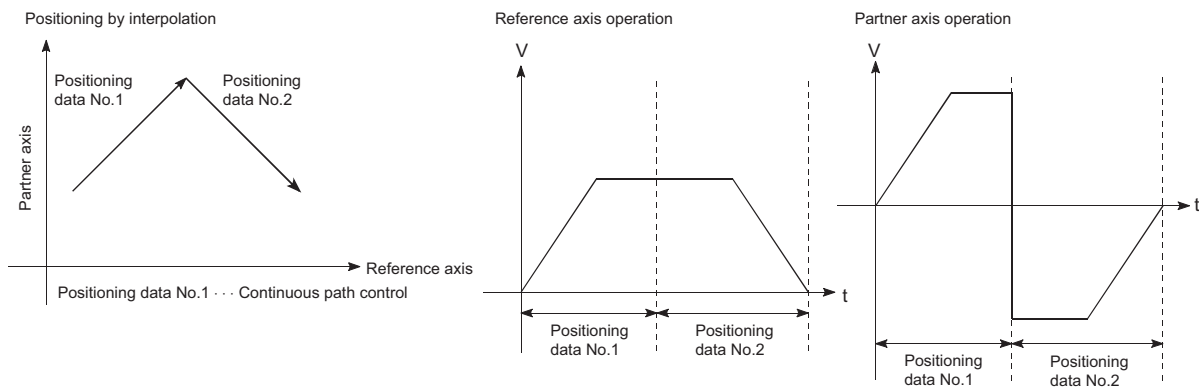 Positioning by interpolation
Positioning
data No.1
Positioning
data No.2
Partner axis
Reference axis
Positioning data No.1 ··· Continuous path control
Reference axis operation
V
t
Positioning
data No.1
Positioning
data No.2
Partner axis operation
V
t
Positioning
data No.1
Positioning
data No.2